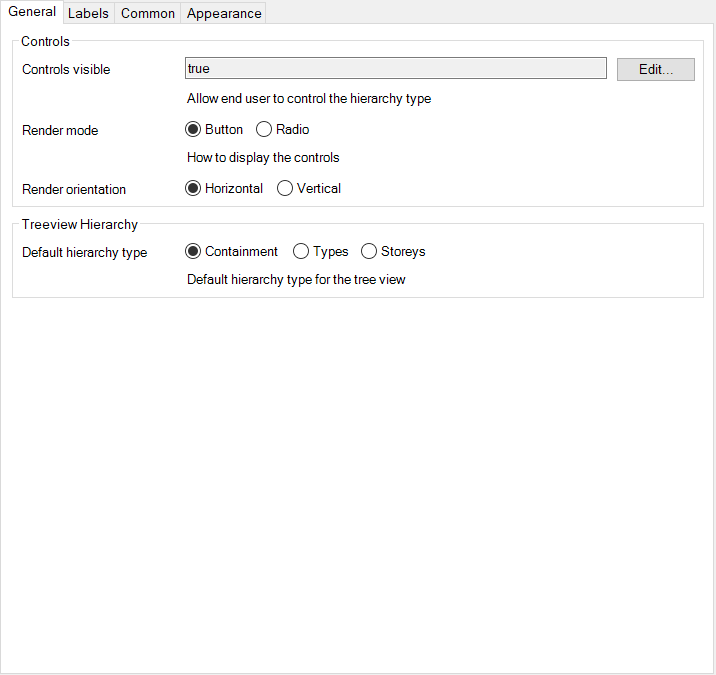 General Labels Common Appearance
Controls
Controls visible true Edit...
Allow end user to control the hierarchy type
Render mode Button Radio
How to display the controls
Render orientation Horizontal Vertical
Treeview Hierarchy
Default hierarchy type Containment Types Storeys
Default hierarchy type for the tree view